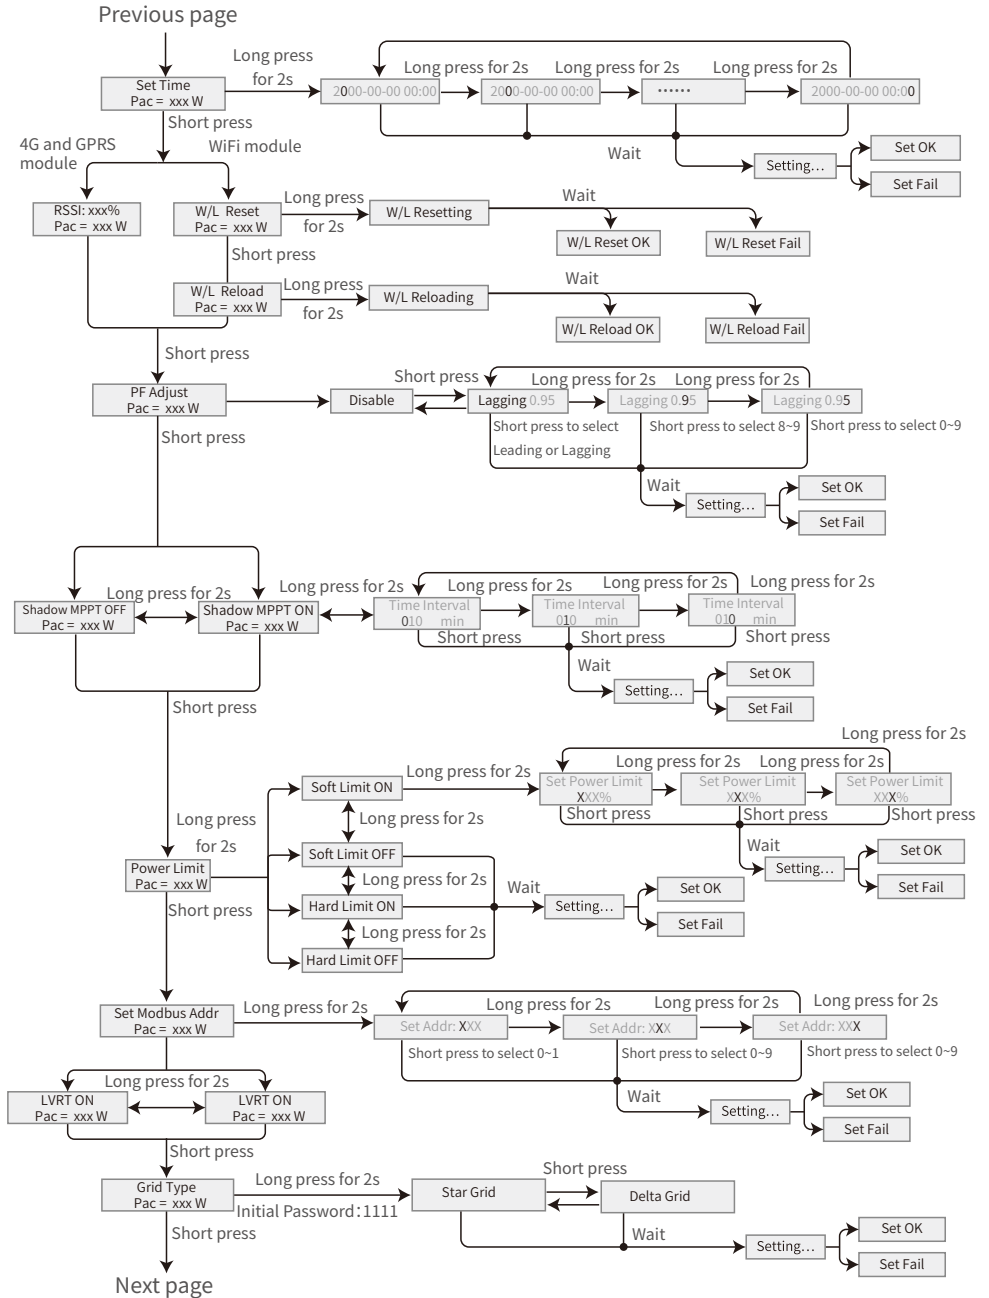 Previous page
Long press
for 2s
Long press for 2s
Long press for 2s
Long press for 2s
Set Time
Pac = xxx W
2000-00-00 00:00
2000-00-00 00:00
······
2000-00-00 00:00
Short press
4G and GPRS
module
WiFi module
Wait
Setting…
Set OK
Set Fail
RSSI: xxx%
Pac = xxx W
W/L Reset
Pac = xxx W
Long press
for 2s
W/L Resetting
Wait
W/L Reset OK
W/L Reset Fail
Short press
W/L Reload
Pac = xxx W
Long press
for 2s
W/L Reloading
Wait
W/L Reload OK
W/L Reload Fail
Short press
PF Adjust
Pac = xxx W
Disable
Short press
Long press for 2s
Long press for 2s
Lagging 0.95
Lagging 0.95
Lagging 0.95
Short press to select
Leading or Lagging
Short press to select 8~9
Short press to select 0~9
Short press
Wait
Setting…
Set OK
Set Fail
Shadow MPPT OFF
Pac = xxx W
Long press for 2s
Shadow MPPT ON
Pac = xxx W
Long press for 2s
Long press for 2s
Long press for 2s
Long press for 2s
Time Interval
010 min
Time Interval
010 min
Time Interval
010 min
Short press
Short press
Short press
Wait
Setting…
Set OK
Set Fail
Short press
Long press for 2s
Long press for 2s
Long press for 2s
Soft Limit ON
Long press for 2s
Set Power Limit
XXX%
Set Power Limit
XXX%
Set Power Limit
XXX%
Short press
Short press
Short press
Long press
for 2s
Long press for 2s
Soft Limit OFF
Long press for 2s
Hard Limit ON
Long press for 2s
Hard Limit OFF
Wait
Setting…
Set OK
Set Fail
Power Limit
Pac = xxx W
Wait
Setting…
Set OK
Set Fail
Short press
Set Modbus Addr
Pac = xxx W
Long press for 2s
Long press for 2s
Long press for 2s
Long press for 2s
Set Addr: XXX
Set Addr: XXX
Set Addr: XXX
Short press to select 0~1
Short press to select 0~9
Short press to select 0~9
Wait
Setting…
Set OK
Set Fail
Long press for 2s
LVRT ON
Pac = xxx W
LVRT ON
Pac = xxx W
Short press
Grid Type
Pac = xxx W
Long press for 2s
Initial Password:1111
Star Grid
Short press
Delta Grid
Wait
Setting…
Set OK
Set Fail
Short press
Next page